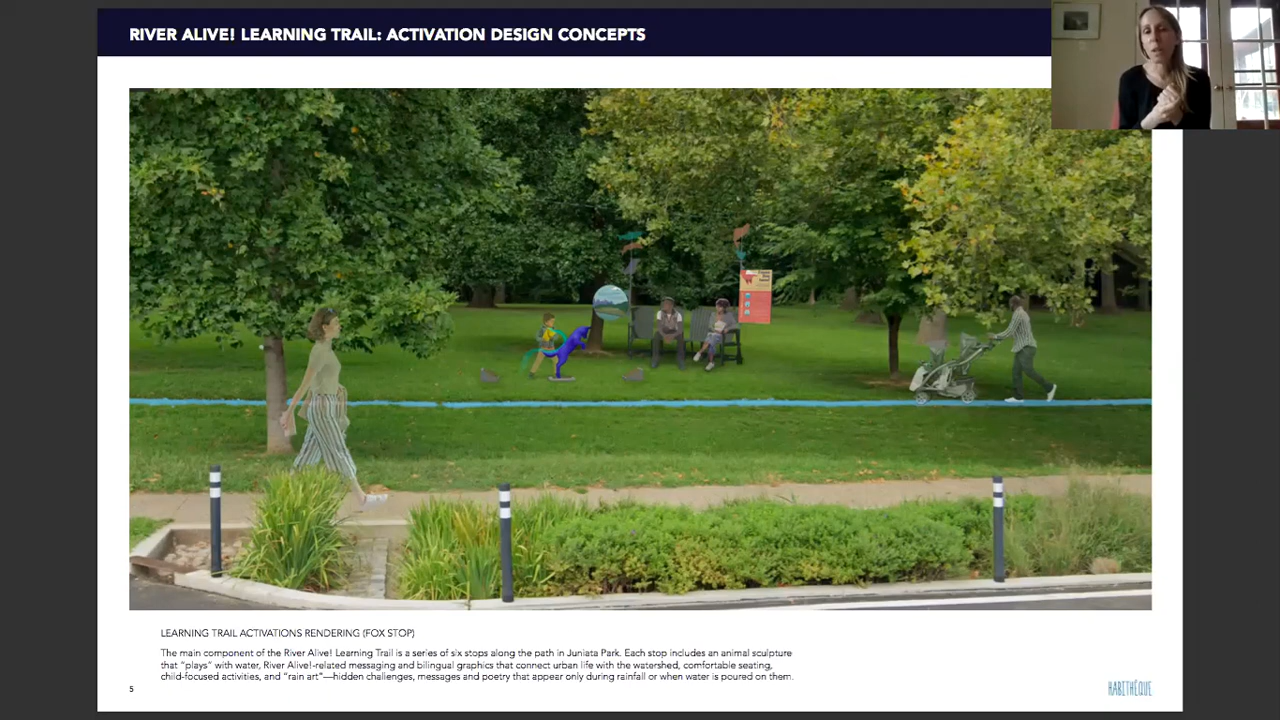 RIVER ALIVE! LEARNING TRAIL: ACTIVATION DESIGN CONCEPTS
LEARNING TRAIL ACTIVATIONS RENDERING (FOX STOP)
The main component of the River Alive! Learning Trail is a series of six stops along the path in Juniata Park. Each stop includes an animal sculpture
that “plays” with water, River Alive!-related messaging and bilingual graphics that connect urban life with the watershed, comfortable seating,
child-focused activities, and “rain art”—hidden challenges, messages and poetry that appear only during rainfall or when water is poured on them.
5
HABITHÈQUE